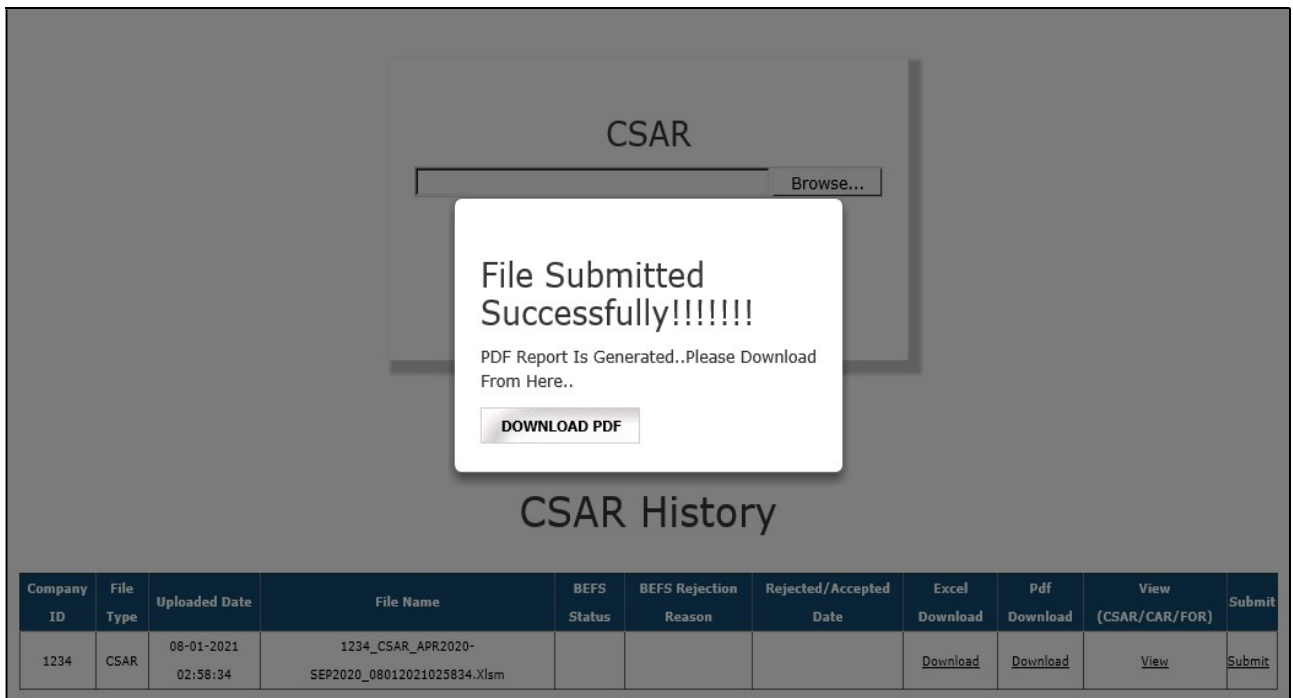 CSAR
Browse...
File Submitted
Successfully!!!!!!!
PDF Report Is Generated..Please Download
From Here..
DOWNLOAD PDF
CSAR History
Company ID File Type Uploaded Date File Name BEFS Status BEFS Rejection Reason Rejected/Accepted Date Excel Download Pdf Download View (CSAR/CAR/FOR) Submit
1234 CSAR 08-01-2021 02:58:34 1234_CSAR_APR2020-SEP2020_08012021025834.Xlsm Download Download View Submit